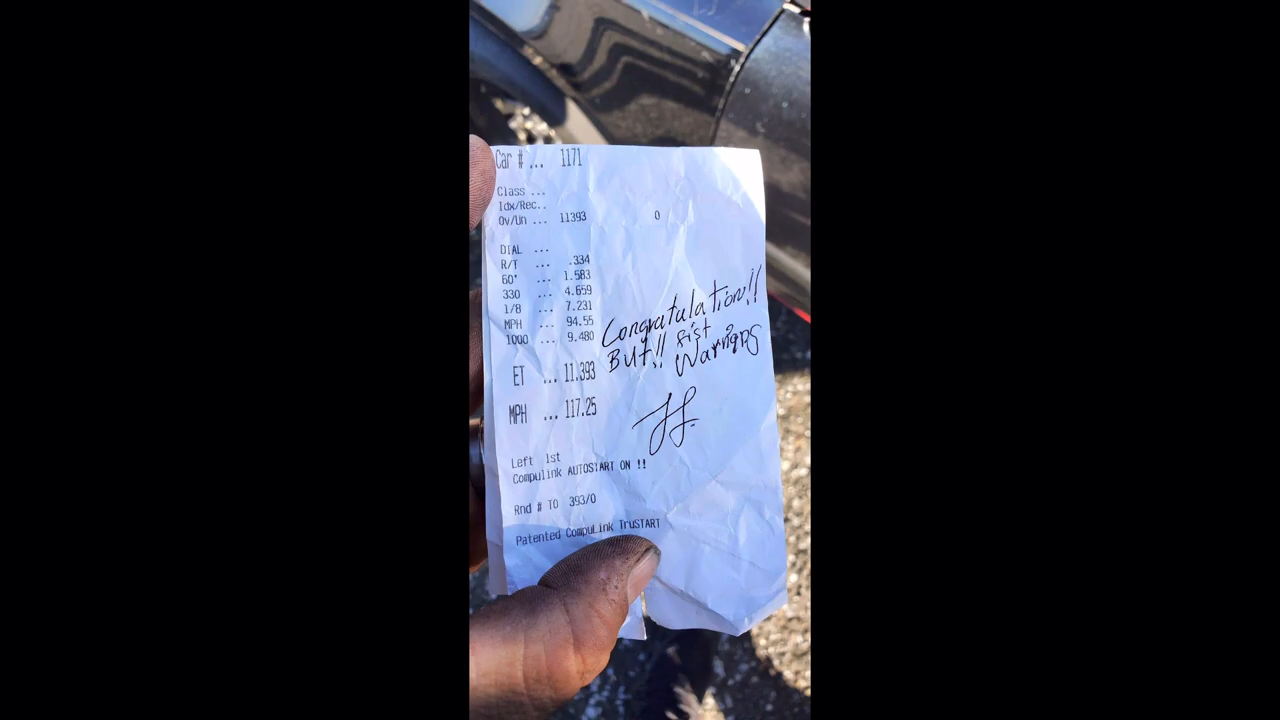 Car # ... 1171
Class ...
Idx/Rec..
Ov/Un ... 11393 0
DIAL ...
R/T ... .334
60' ... 1.583
330 ... 4.659
1/8 ... 7.231
MPH ... 94.55
1000 ... 9.480
ET ... 11.393
MPH ... 117.25
Congratulation!!
BUT!! sist
Warnings
Left 1st
Compulink AUTOSTART ON !!
Rnd # TO 393/0
Patented CompuLink TruSTART